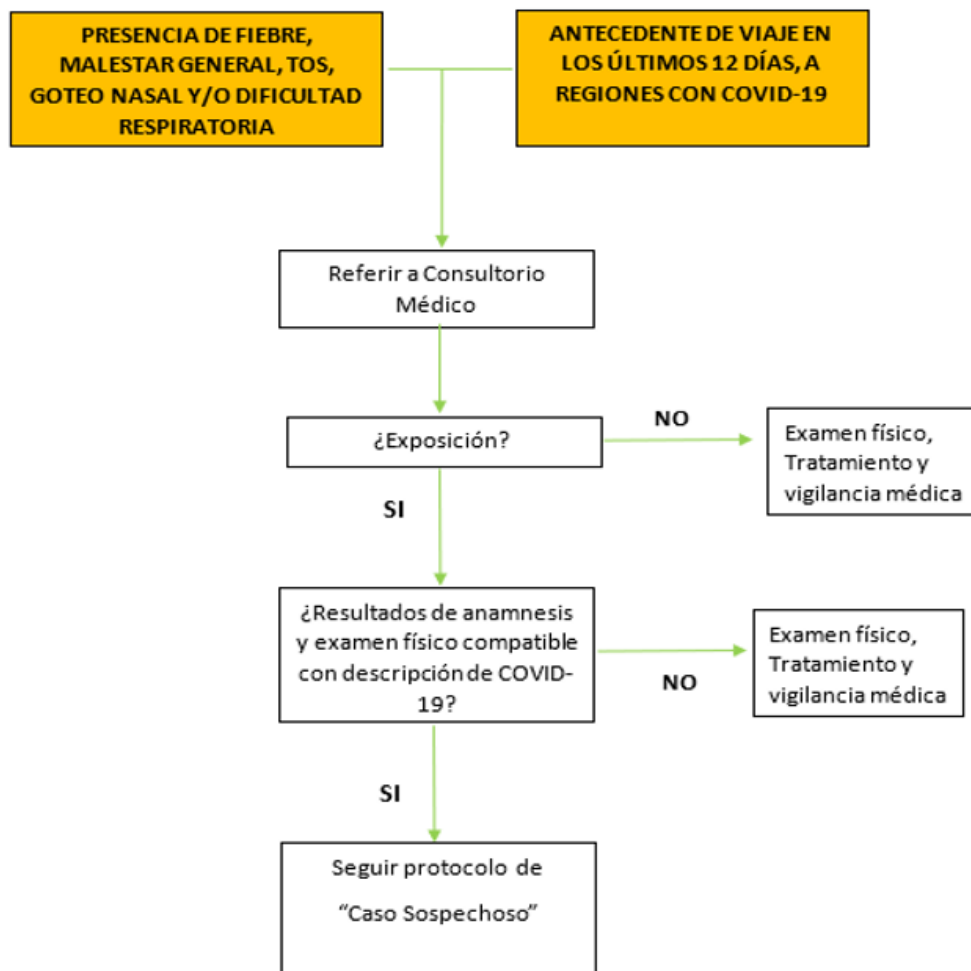 PRESENCIA DE FIEBRE,
MALESTAR GENERAL, TOS,
GOTEO NASAL Y/O DIFICULTAD
RESPIRATORIA
ANTECEDENTE DE VIAJE EN
LOS ÚLTIMOS 12 DÍAS, A
REGIONES CON COVID-19
Referir a Consultorio
Médico
¿Exposición?
NO
Examen físico,
Tratamiento y
vigilancia médica
SI
¿Resultados de anamnesis
y examen físico compatible
con descripción de COVID-
19?
NO
Examen físico,
Tratamiento y
vigilancia médica
SI
Seguir protocolo de
“Caso Sospechoso”